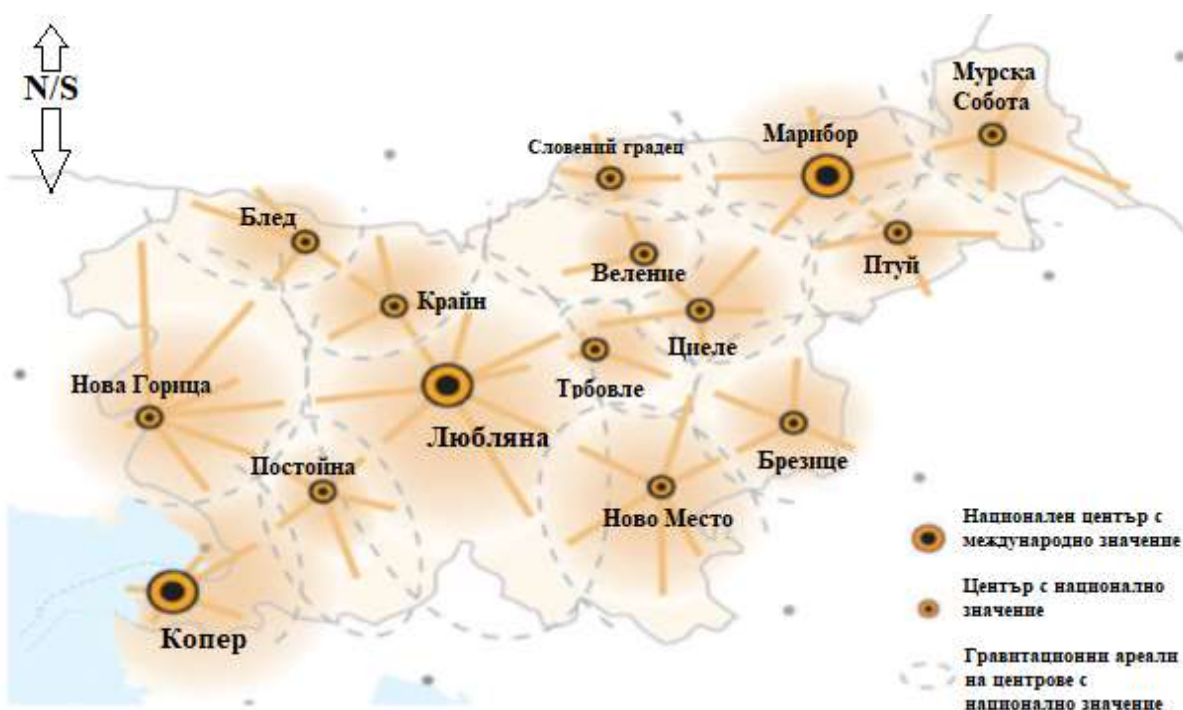 N/S
Мурска
Собота
Марибор
Словений градец
Блед
Веление
Птуй
Крайн
Циеле
Трбовле
Нова Горица
Любляна
Брезице
Постойна
Ново Место
Копер
Национален център с
международно значение
Център с национално
значение
Гравитационни ареали
на центрове с
национално значение